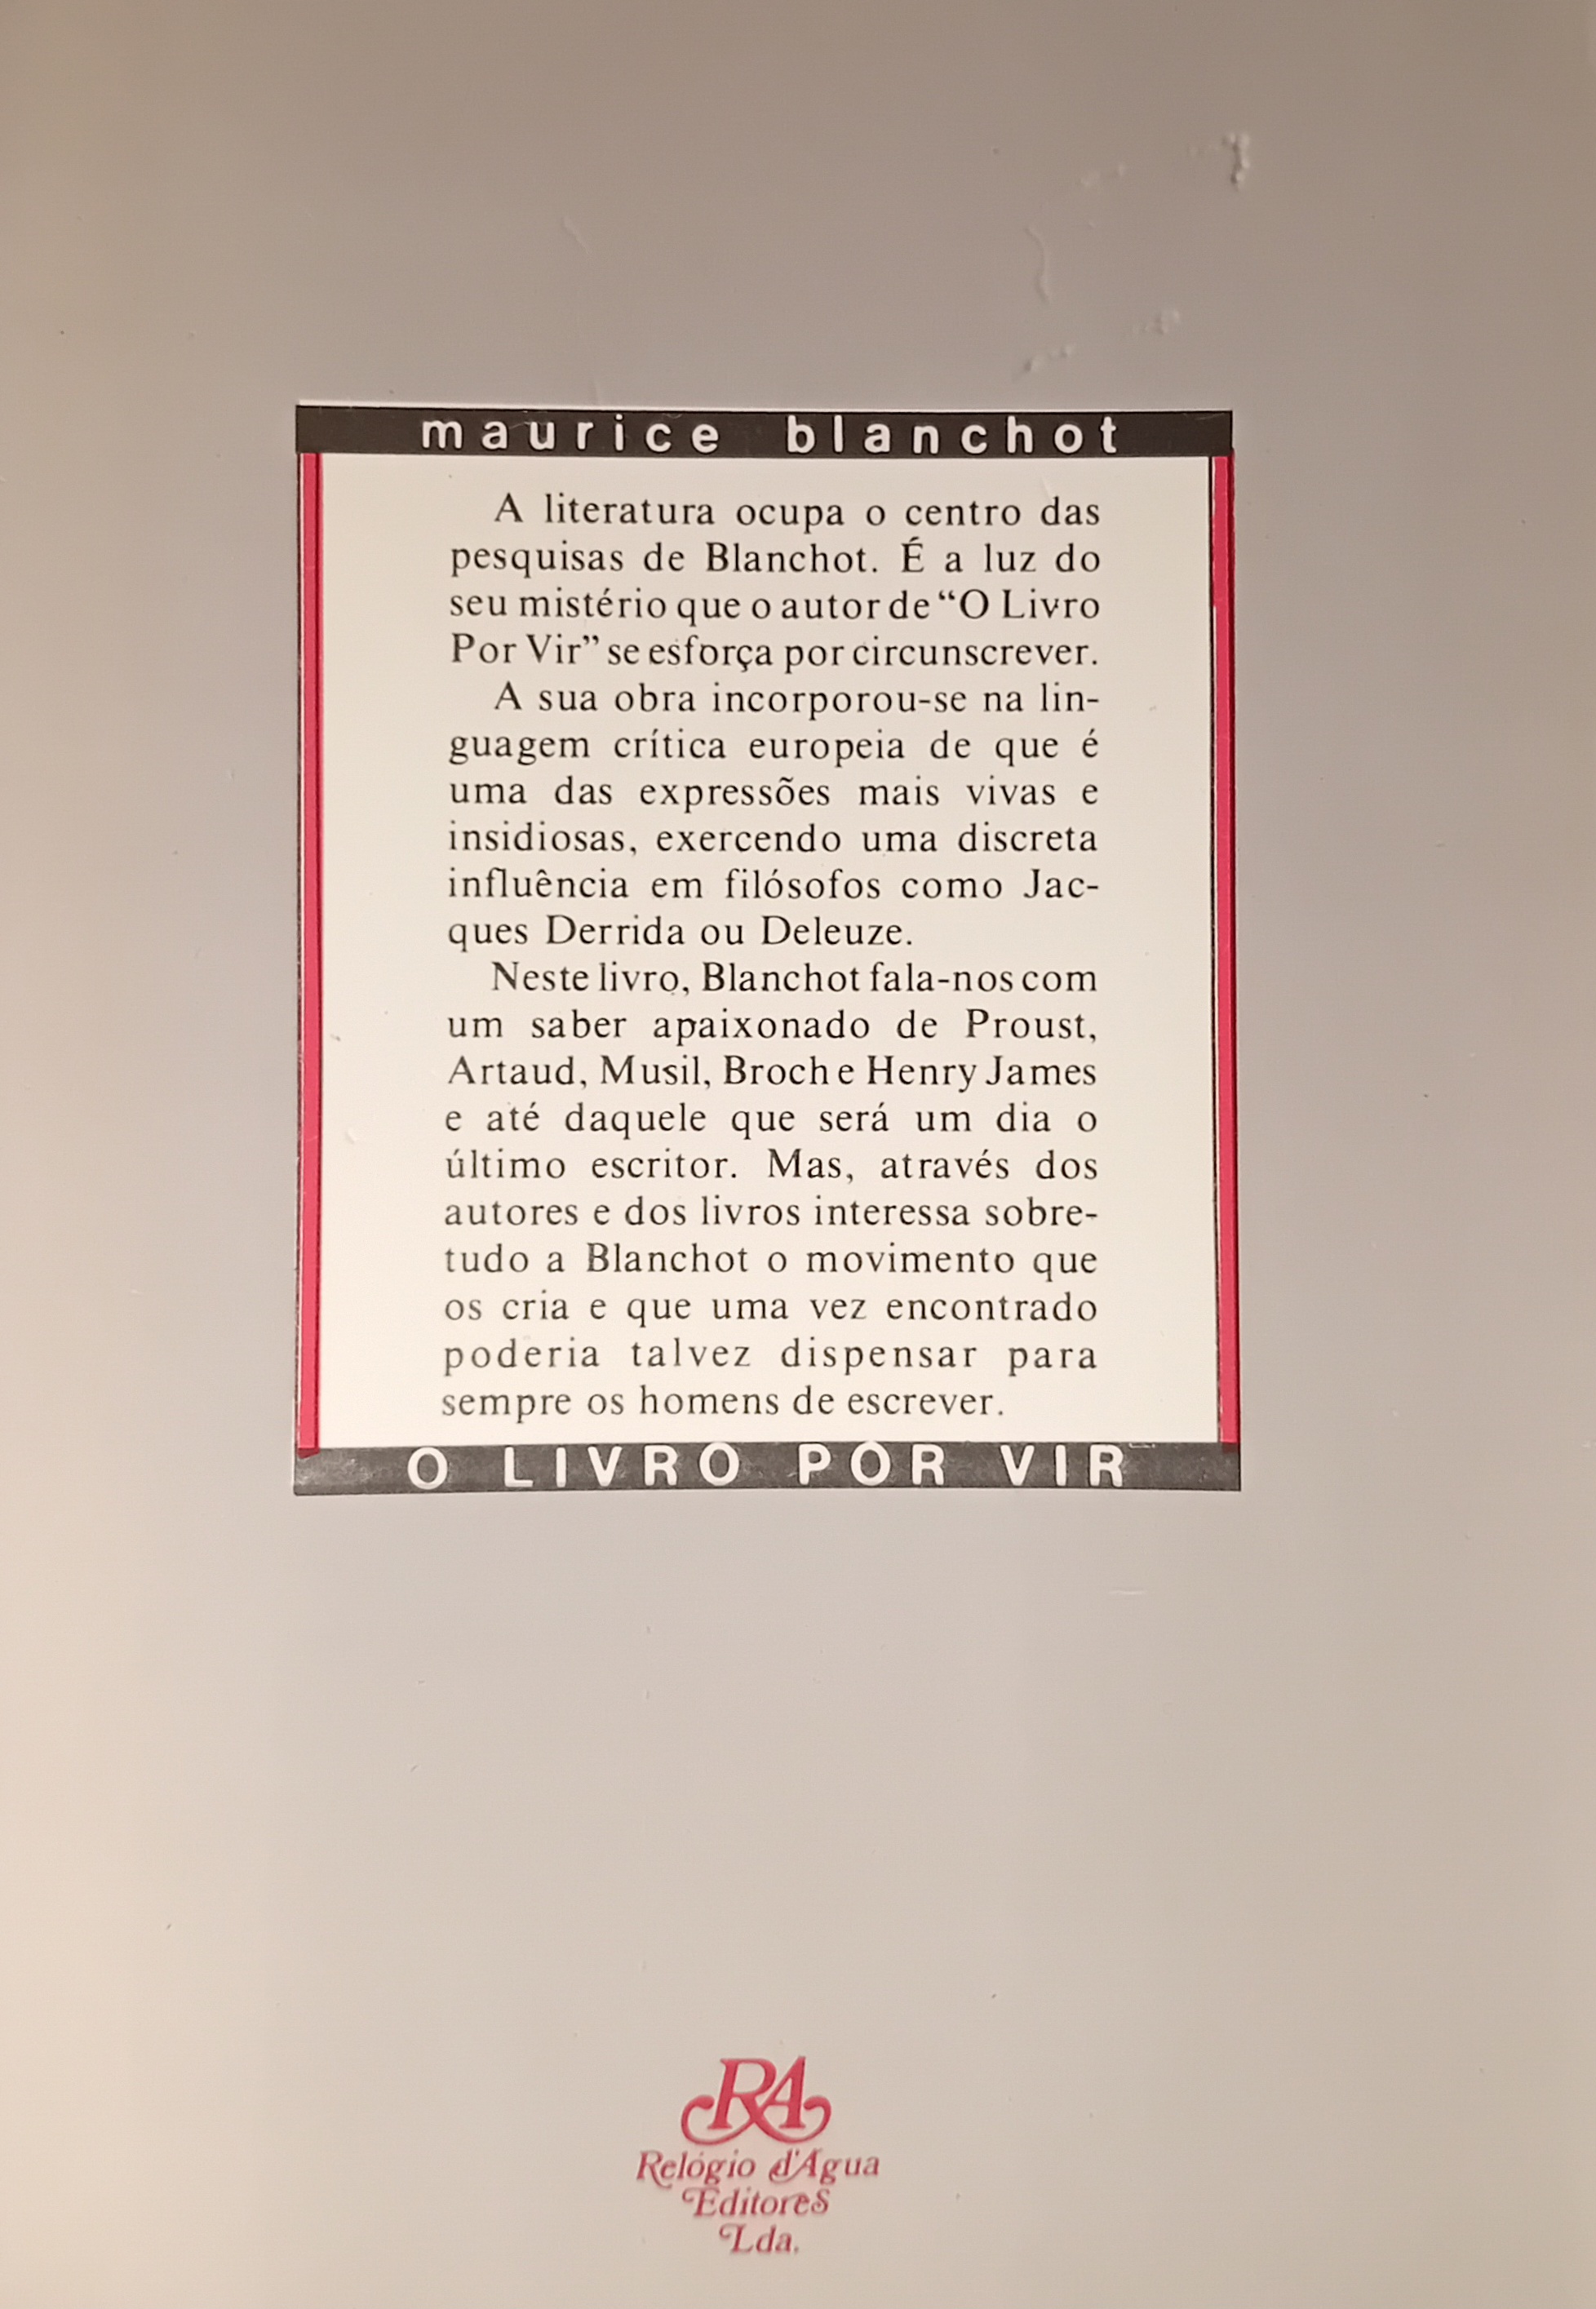 maurice blanchot
A literatura ocupa o centro das
pesquisas de Blanchot. É a luz do
seu mistério que o autor de “O Livro
Por Vir” se esforça por circunscrever.
A sua obra incorporou-se na lin-
guagem crítica europeia de que é
uma das expressões mais vivas e
insidiosas, exercendo uma discreta
influência em filósofos como Jac-
ques Derrida ou Deleuze.
Neste livro, Blanchot fala-nos com
um saber apaixonado de Proust,
Artaud, Musil, Broch e Henry James
e até daquele que será um dia o
último escritor. Mas, através dos
autores e dos livros interessa sobre-
tudo a Blanchot o movimento que
os cria e que uma vez encontrado
poderia talvez dispensar para
sempre os homens de escrever.
O LIVRO POR VIR
RA
Relógio d'Água
Editores
Lda.